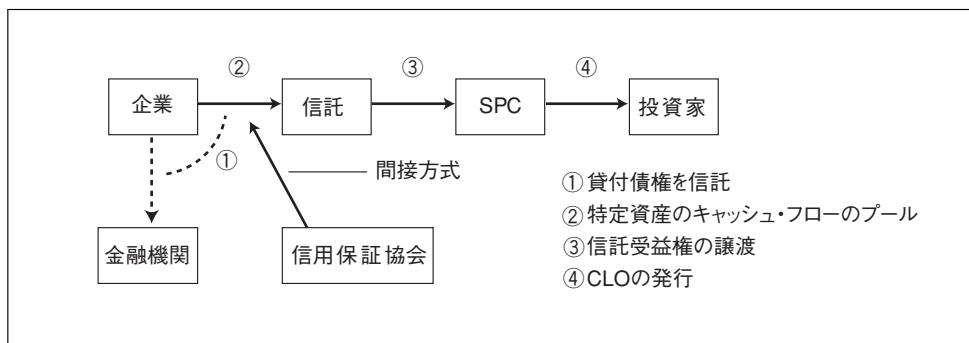 ② ③ ④
企業 信託 SPC 投資家
①
間接方式
金融機関 信用保証協会
①貸付債権を信託
②特定資産のキャッシュ・フローのプール
③信託受益権の譲渡
④CLOの発行